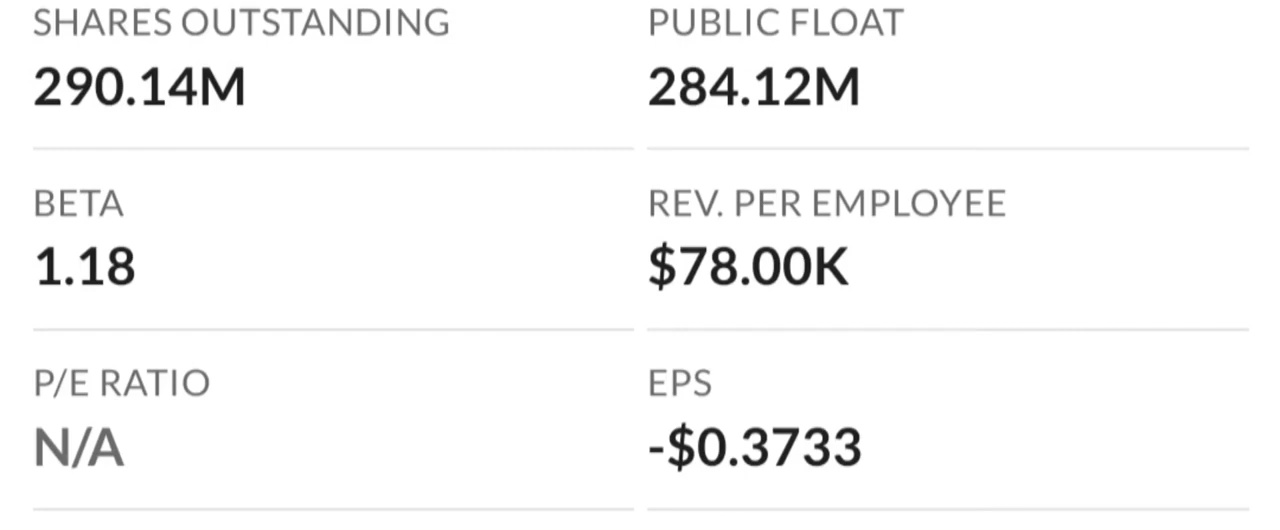 SHARES OUTSTANDING
PUBLIC FLOAT
290.14M
284.12M
BETA
REV. PER EMPLOYEE
1.18
$78.00K
P/E RATIO
EPS
N/A
-$0.3733